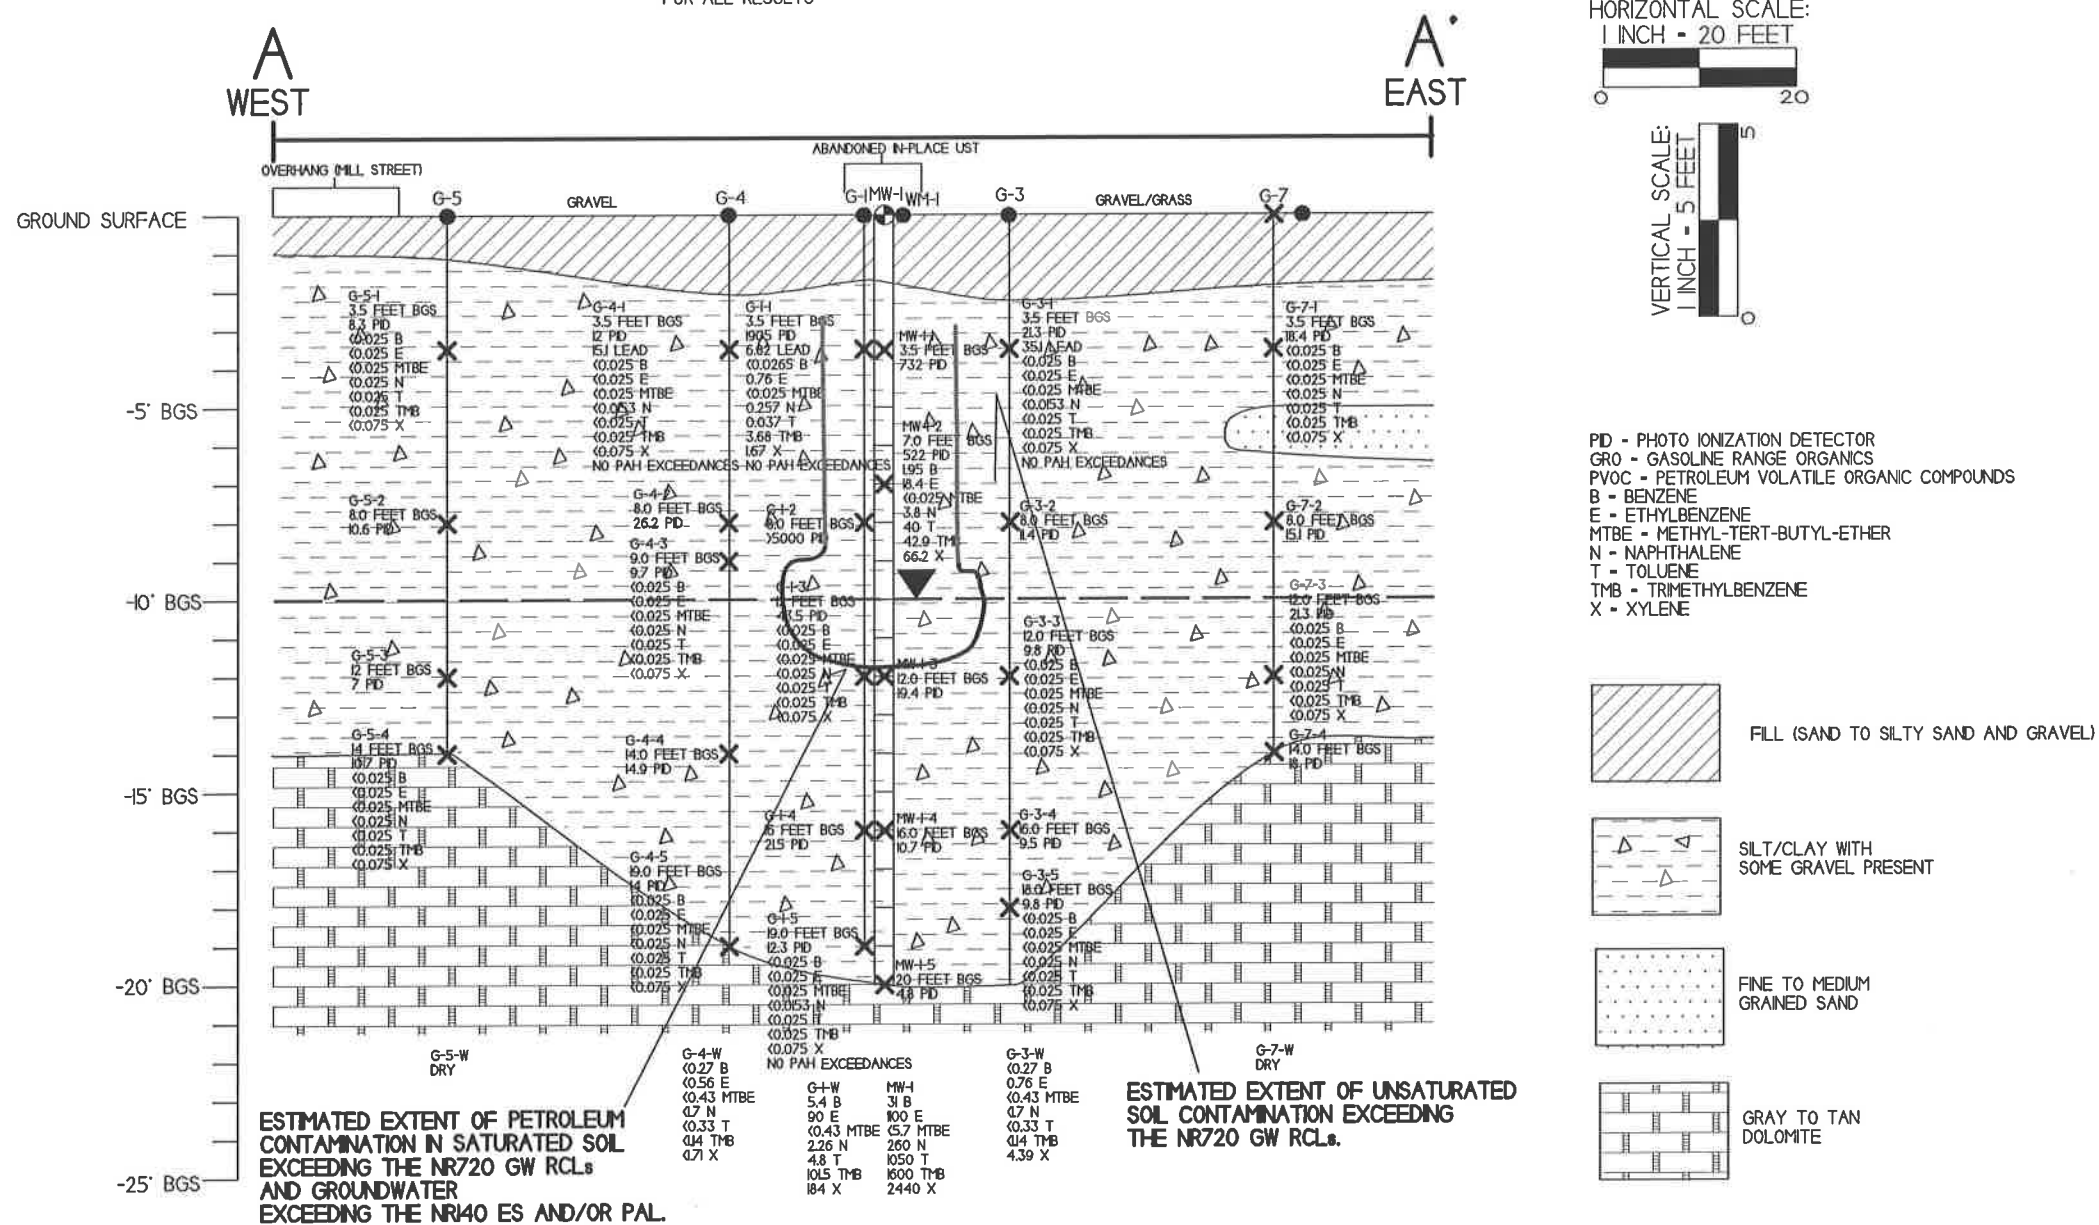 FOR ALL RESULTS
A
WEST
A'
EAST
HORIZONTAL SCALE:
1 INCH = 20 FEET
0 20
VERTICAL SCALE:
1 INCH = 5 FEET
5
0
ABANDONED IN-PLACE UST
OVERHANG (MILL STREET)
G-5
GRAVEL
G-4
G-1
MW-1
WM-1
G-3
GRAVEL/GRASS
G-7
GROUND SURFACE
-5' BGS
-10' BGS
-15' BGS
-20' BGS
-25' BGS
G-5-1
3.5 FEET BGS
8.3 PID
<0.025 B
<0.025 E
<0.025 MTBE
<0.025 N
<0.025 T
<0.025 TMB
<0.075 X
G-5-2
8.0 FEET BGS
10.6 PID
G-5-3
12 FEET BGS
7 PID
G-5-4
14 FEET BGS
10.7 PID
<0.025 B
<0.025 E
<0.025 MTBE
<0.025 N
<0.025 T
<0.025 TMB
<0.075 X
G-5-W
DRY
G-4-1
3.5 FEET BGS
12 PID
15.1 LEAD
<0.025 B
<0.025 E
<0.025 MTBE
<0.0153 N
<0.025 T
<0.025 TMB
<0.075 X
NO PAH EXCEEDANCES
G-4-2
8.0 FEET BGS
26.2 PID
G-4-3
9.0 FEET BGS
9.7 PID
<0.025 B
<0.025 E
<0.025 MTBE
<0.025 N
<0.025 T
<0.025 TMB
<0.075 X
G-4-4
14.0 FEET BGS
14.9 PID
G-4-5
19.0 FEET BGS
14 PID
<0.025 B
<0.025 E
<0.025 MTBE
<0.025 N
<0.025 T
<0.025 TMB
<0.075 X
G-4-W
<0.27 B
<0.56 E
<0.43 MTBE
<1.7 N
<0.33 T
<1.14 TMB
<1.71 X
G-1-1
3.5 FEET BGS
1905 PID
6.82 LEAD
<0.0265 B
0.76 E
<0.025 MTBE
0.257 N
0.037 T
3.68 TMB
1.67 X
NO PAH EXCEEDANCES
G-1-2
8.0 FEET BGS
>5000
G-1-3
12 FEET BGS
PID
<0.025 B
<0.025 E
<0.025 MTBE
<0.025 N
<0.025 T
<0.025 TMB
<0.075 X
G-1-4
16 FEET BGS
21.5 PID
G-1-5
19.0 FEET BGS
12.3 PID
<0.025 B
<0.025 E
<0.025 MTBE
<0.0153 N
<0.025 T
<0.025 TMB
<0.075 X
NO PAH EXCEEDANCES
G-1-W
5.4 B
90 E
<0.43 MTBE
2.26 N
4.8 T
101.5 TMB
184 X
MW-1-1
3.5 FEET BGS
732 PID
MW-1-2
7.0 FEET BGS
522 PID
1.95 B
18.4 E
<0.025 MTBE
3.8 N
40 T
42.9 TM
66.2 X
MW-1-3
12.0 FEET BGS
19.4 PID
MW-1-4
16.0 FEET BGS
10.7 PID
MW-1-5
20 FEET BGS
4.8 PID
MW-1
31 B
100 E
<5.7 MTBE
260 N
1050 T
1600 TMB
2440 X
G-3-1
3.5 FEET BGS
21.3 PID
35.1 LEAD
<0.025 B
<0.025 E
<0.025 MTBE
<0.0153 N
<0.025 T
<0.025 TMB
<0.075 X
NO PAH EXCEEDANCES
G-3-2
8.0 FEET BGS
11.4 PID
G-3-3
12.0 FEET BGS
9.8 PID
<0.025 B
<0.025 E
<0.025 MTBE
<0.025 N
<0.025 T
<0.025 TMB
<0.075 X
G-3-4
16.0 FEET BGS
9.5 PID
G-3-5
18.0 FEET BGS
9.8 PID
<0.025 B
<0.025 E
<0.025 MTBE
<0.025 N
<0.025 T
<0.025 TMB
<0.075 X
G-3-W
<0.27 B
0.76 E
<0.43 MTBE
<1.7 N
<0.33 T
<1.14 TMB
4.39 X
G-7-1
3.5 FEET BGS
18.4 PID
<0.025 B
<0.025 E
<0.025 MTBE
<0.025 N
<0.025 T
<0.025 TMB
<0.075 X
G-7-2
8.0 FEET BGS
15.1 PID
G-7-3
12.0 FEET BGS
21.3 PID
<0.025 B
<0.025 E
<0.025 MTBE
<0.025 N
<0.025 T
<0.025 TMB
<0.075 X
G-7-4
14.0 FEET BGS
18 PID
G-7-W
DRY
ESTIMATED EXTENT OF PETROLEUM
CONTAMINATION IN SATURATED SOIL
EXCEEDING THE NR720 GW RCLs
AND GROUNDWATER
EXCEEDING THE NR140 ES AND/OR PAL.
ESTIMATED EXTENT OF UNSATURATED
SOIL CONTAMINATION EXCEEDING
THE NR720 GW RCLs.
PID - PHOTO IONIZATION DETECTOR
GRO - GASOLINE RANGE ORGANICS
PVOC - PETROLEUM VOLATILE ORGANIC COMPOUNDS
B - BENZENE
E - ETHYLBENZENE
MTBE - METHYL-TERT-BUTYL-ETHER
N - NAPHTHALENE
T - TOLUENE
TMB - TRIMETHYLBENZENE
X - XYLENE
FILL (SAND TO SILTY SAND AND GRAVEL)
SILT/CLAY WITH
SOME GRAVEL PRESENT
FINE TO MEDIUM
GRAINED SAND
GRAY TO TAN
DOLOMITE